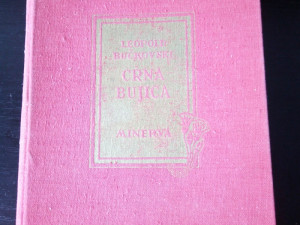 LEOPOLD
BUCZKOWSKI
CRNA
BUJICA
MINERVA